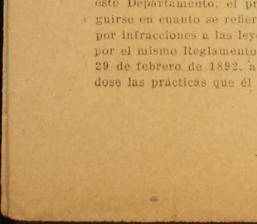 este Departamento, el pr
guirse en cuanto se refier
por infracciones a las leye
por el mismo Reglamento
29 de febrero de 1892, a
dose las prácticas que él